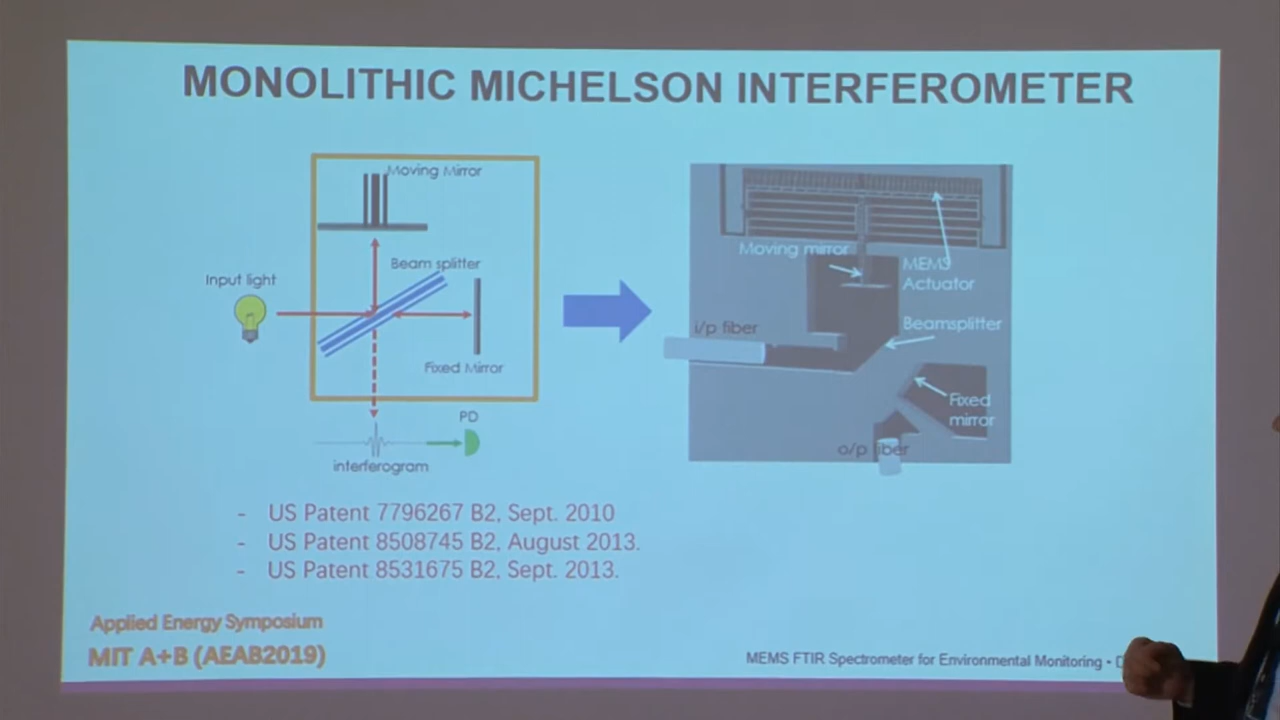 MONOLITHIC MICHELSON INTERFEROMETER
Moving Mirror
Beam splitter
Input light
Fixed Mirror
PD
interferogram
Moving mirror
MEMS
Actuator
i/p fiber
Beamsplitter
Fixed
mirror
o/p fiber
- US Patent 7796267 B2, Sept. 2010
- US Patent 8508745 B2, August 2013.
- US Patent 8531675 B2, Sept. 2013.
Applied Energy Symposium
MIT A+B (AEAB2019)
MEMS FTIR Spectrometer for Environmental Monitoring •